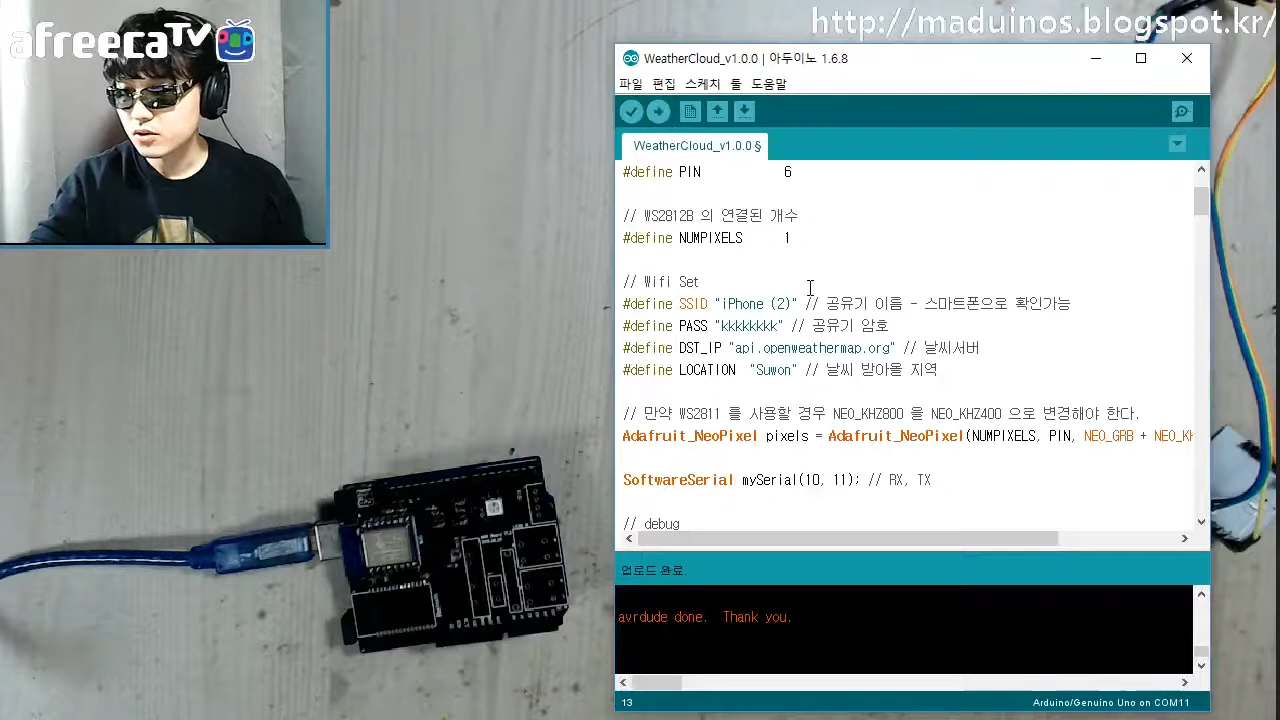 afreecaTV
http://maduinos.blogspot.kr/
WeatherCloud_v1.0.0 | 아두이노 1.6.8
파일 편집 스케치 툴 도움말
WeatherCloud_v1.0.0 §
#define PIN 6
// WS2812B 의 연결된 개수
#define NUMPIXELS 1
// Wifi Set
#define SSID "iPhone (2)" // 공유기 이름 - 스마트폰으로 확인가능
#define PASS "kkkkkkkk" // 공유기 암호
#define DST_IP "api.openweathermap.org" // 날씨서버
#define LOCATION "Suwon" // 날씨 받아올 지역
// 만약 WS2811 를 사용할 경우 NEO_KHZ800 을 NEO_KHZ400 으로 변경해야 한다.
Adafruit_NeoPixel pixels = Adafruit_NeoPixel(NUMPIXELS, PIN, NEO_GRB + NEO_KH
SoftwareSerial mySerial(10, 11); // RX, TX
// debug
업로드 완료.
avrdude done. Thank you.
13
Arduino/Genuino Uno on COM11